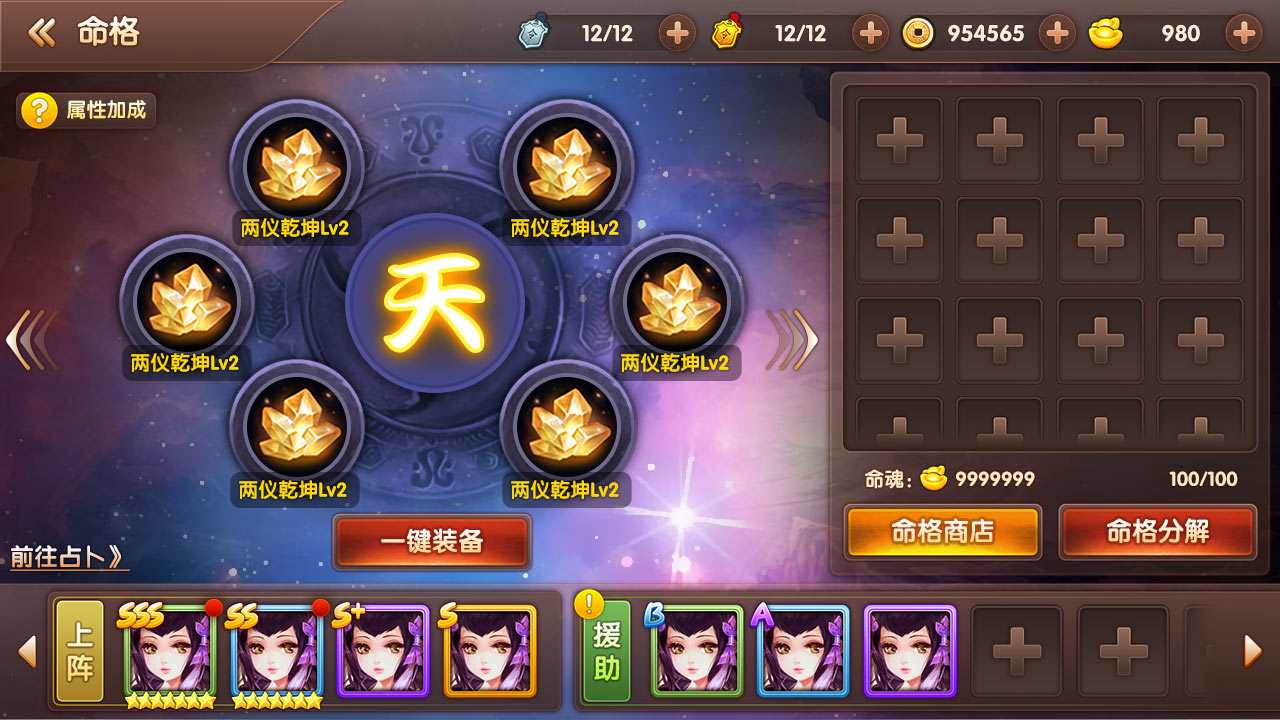 命格
12/12
12/12
954565
980
属性加成
两仪乾坤Lv2
两仪乾坤Lv2
两仪乾坤Lv2
两仪乾坤Lv2
两仪乾坤Lv2
两仪乾坤Lv2
天
一键装备
前往占卜》
命魂: 9999999
100/100
命格商店
命格分解
上阵
SSS
SS
S+
S
援助
B
A